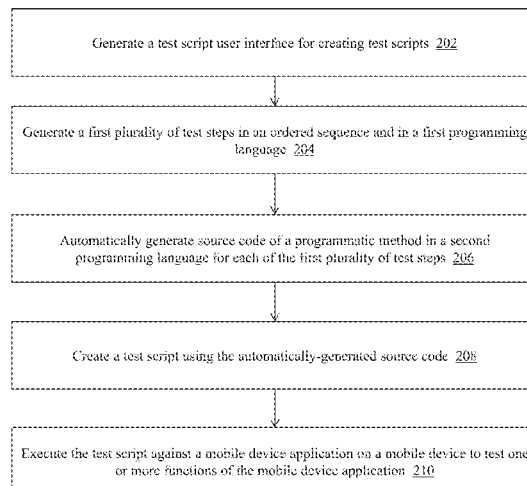 Generate a test script user interface for creating test scripts 202
Generate a first plurality of test steps in an ordered sequence and in a first programming
language 204
Automatically generate source code of a programmatic method in a second
programming language for each of the first plurality of test steps 206
Create a test script using the automatically-generated source code 208
Execute the test script against a mobile device application on a mobile device to test one
or more functions of the mobile device application 210